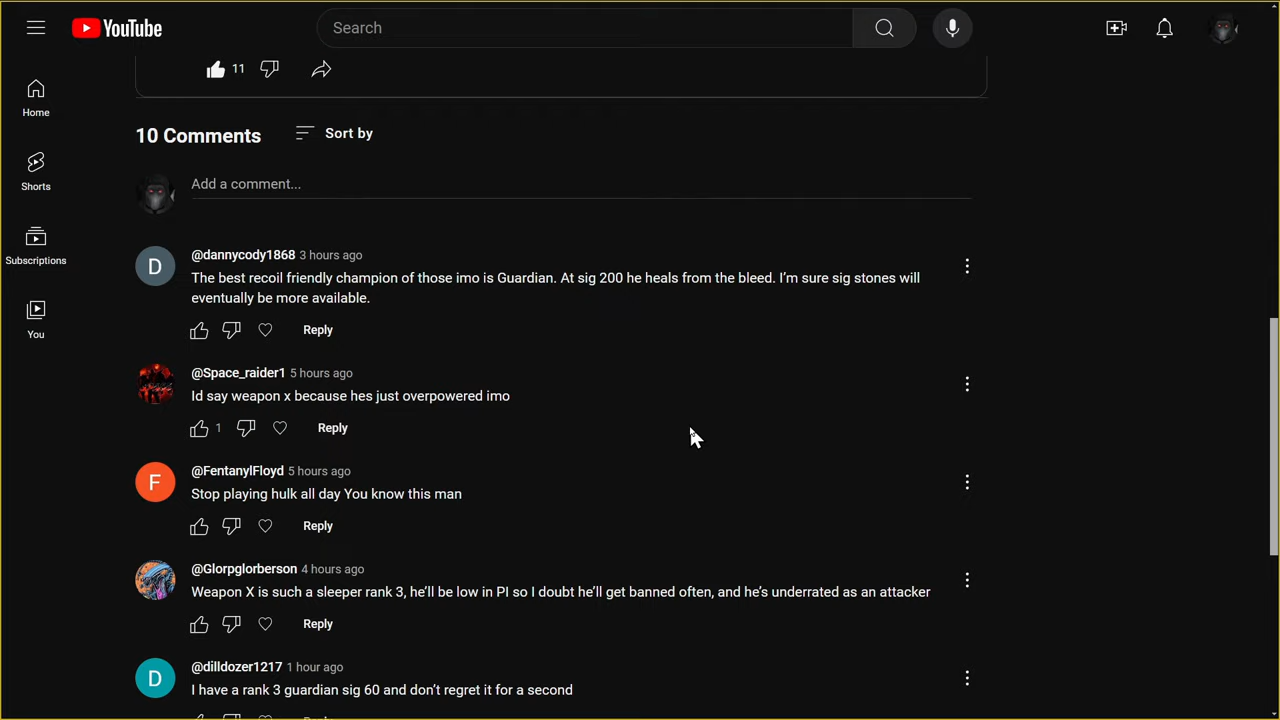 YouTube
Search
Home
Shorts
Subscriptions
You
11
10 Comments
Sort by
Add a comment...
D
@dannycody1868 3 hours ago
The best recoil friendly champion of those imo is Guardian. At sig 200 he heals from the bleed. I'm sure sig stones will
eventually be more available.
Reply
@Space_raider1 5 hours ago
Id say weapon x because hes just overpowered imo
1
Reply
F
@FentanylFloyd 5 hours ago
Stop playing hulk all day You know this man
Reply
@Glorpglorberson 4 hours ago
Weapon X is such a sleeper rank 3, he'll be low in PI so I doubt he'll get banned often, and he's underrated as an attacker
Reply
D
@dilldozer1217 1 hour ago
I have a rank 3 guardian sig 60 and don't regret it for a second